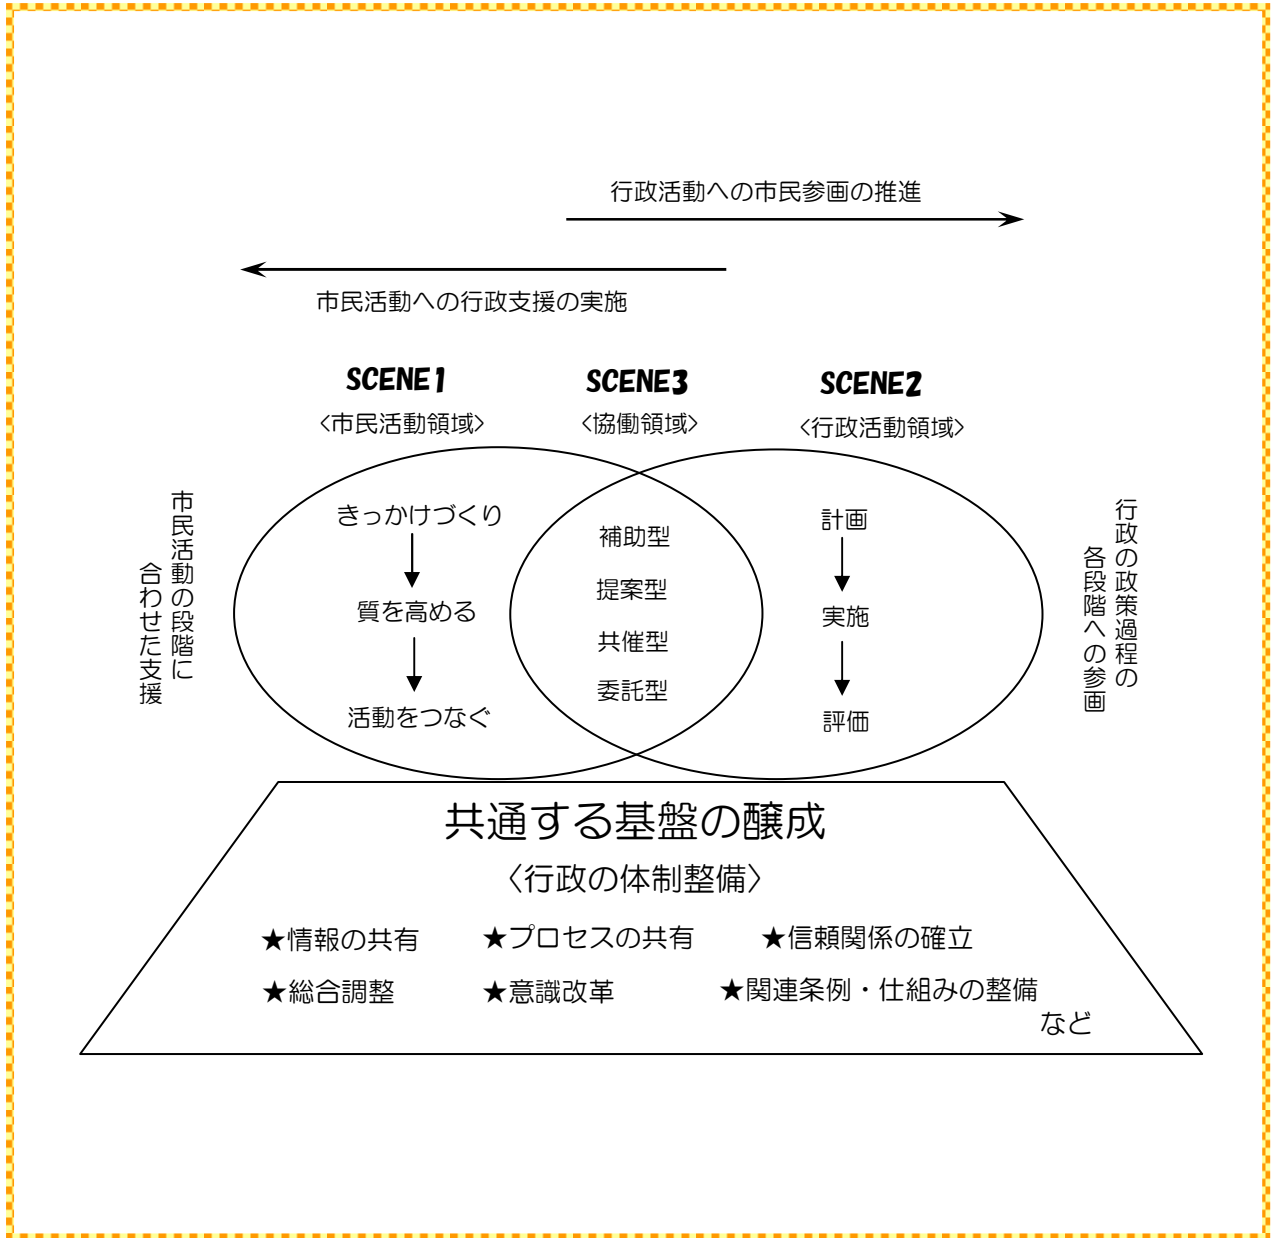 行政活動への市民参画の推進
市民活動への行政支援の実施
SCENE1
<市民活動領域>
SCENE3
<協働領域>
SCENE2
<行政活動領域>
市民活動の段階に
合わせた支援
きっかけづくり
質を高める
活動をつなぐ
補助型
提案型
共催型
委託型
計画
実施
評価
行政の政策過程の
各段階への参画
共通する基盤の醸成
〈行政の体制整備〉
★情報の共有 ★プロセスの共有 ★信頼関係の確立
★総合調整 ★意識改革 ★関連条例・仕組みの整備
など